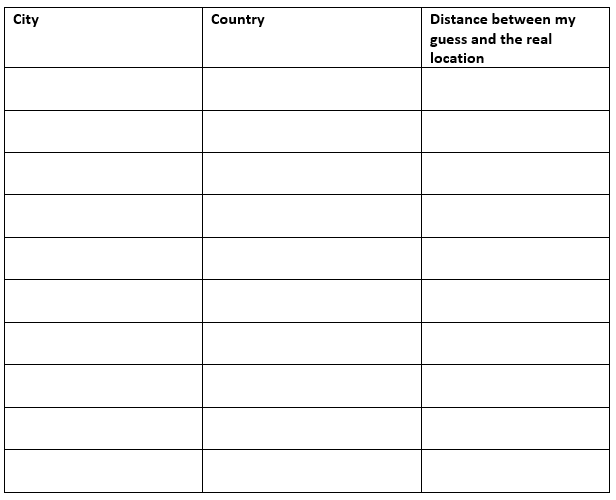 City
Country
Distance between my
guess and the real
location